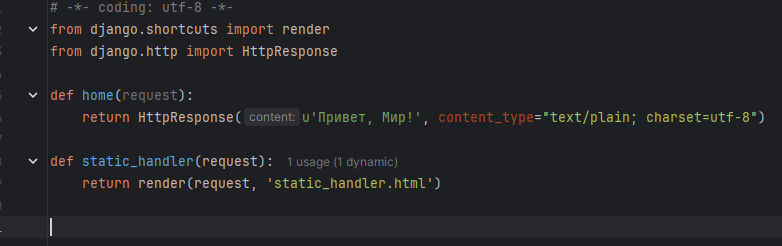 # -*- coding: utf-8 -*-
from django.shortcuts import render
from django.http import HttpResponse
def home(request):
return HttpResponse( content: u'Привет, Мир!', content_type="text/plain; charset=utf-8")
def static_handler(request): 1 usage (1 dynamic)
return render(request, 'static_handler.html')